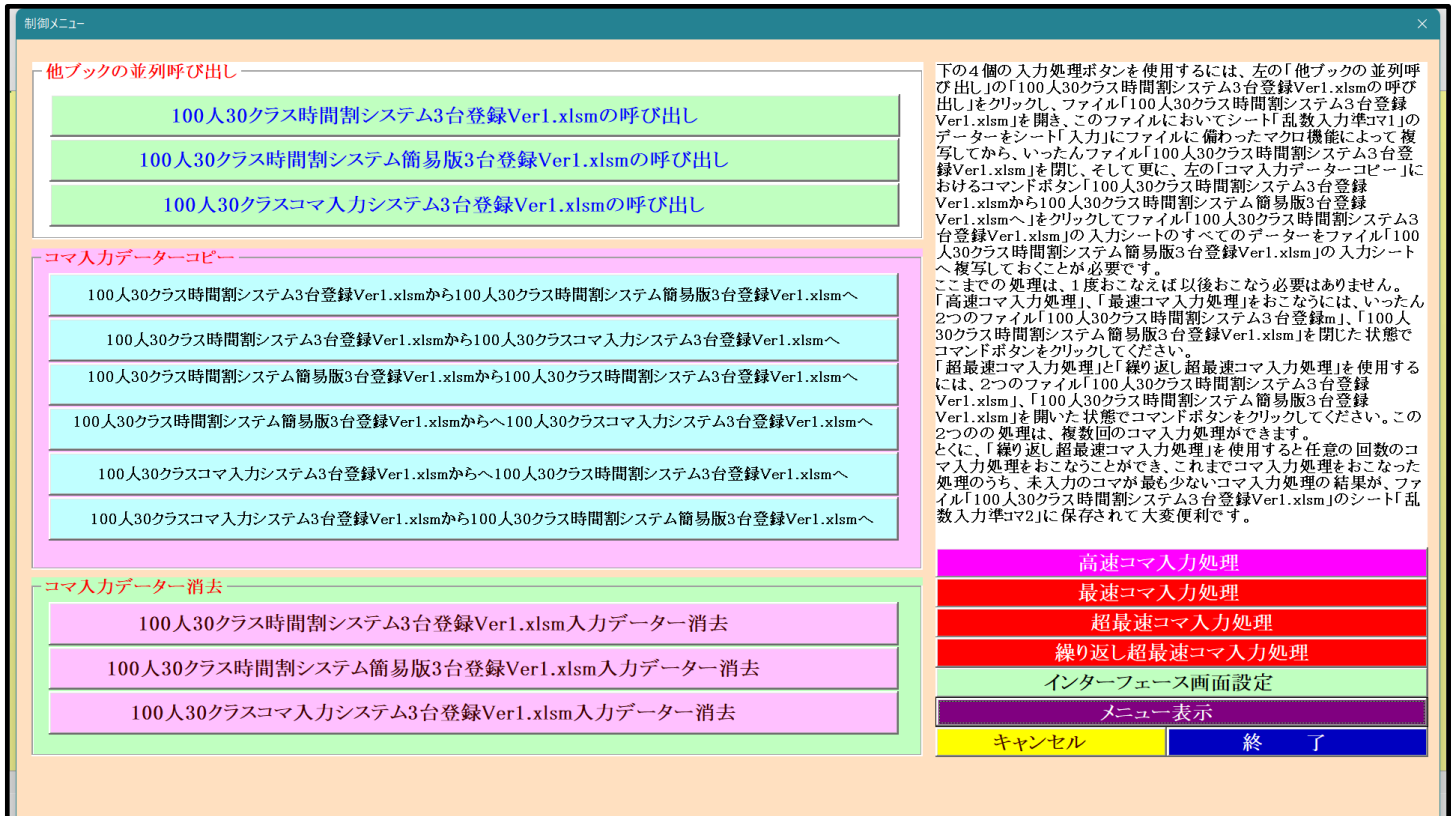 制御メニュー
他ブックの並列呼び出し
100人30クラス時間割システム3台登録Ver1.xlsmの呼び出し
100人30クラス時間割システム簡易版3台登録Ver1.xlsmの呼び出し
100人30クラスコマ入力システム3台登録Ver1.xlsmの呼び出し
コマ入力データーコピー
100人30クラス時間割システム3台登録Ver1.xlsmから100人30クラス時間割システム簡易版3台登録Ver1.xlsmへ
100人30クラス時間割システム3台登録Ver1.xlsmから100人30クラスコマ入力システム3台登録Ver1.xlsmへ
100人30クラス時間割システム簡易版3台登録Ver1.xlsmから100人30クラス時間割システム3台登録Ver1.xlsmへ
100人30クラス時間割システム簡易版3台登録Ver1.xlsmからへ100人30クラスコマ入力システム3台登録Ver1.xlsmへ
100人30クラスコマ入力システム3台登録Ver1.xlsmからへ100人30クラス時間割システム3台登録Ver1.xlsmへ
100人30クラスコマ入力システム3台登録Ver1.xlsmから100人30クラス時間割システム簡易版3台登録Ver1.xlsmへ
コマ入力データー消去
100人30クラス時間割システム3台登録Ver1.xlsm入力データー消去
100人30クラス時間割システム簡易版3台登録Ver1.xlsm入力データー消去
100人30クラスコマ入力システム3台登録Ver1.xlsm入力データー消去
下の４個の入力処理ボタンを使用するには、左の「他ブックの並列呼
び出し」の「100人30クラス時間割システム3台登録Ver1.xlsmの呼び
出し」をクリックし、ファイル「100人30クラス時間割システム３台登録
Ver1.xlsm」を開き、このファイルにおいてシート「乱数入力準コマ1」の
データーをシート「入力」にファイルに備わったマクロ機能によって複
写してから、いったんファイル「100人30クラス時間割システム３台登
録Ver1.xlsm」を閉じ、そして更に、左の「コマ入力データーコピー」に
おけるコマンドボタン「100人30クラス時間割システム3台登録
Ver1.xlsmから100人30クラス時間割システム簡易版3台登録
Ver1.xlsmへ」をクリックしてファイル「100人30クラス時間割システム3
台登録Ver1.xlsm」の入力シートのすべてのデーターをファイル「100
人30クラス時間割システム簡易版３台登録Ver1.xlsm」の入力シート
へ複写しておくことが必要です。
ここまでの処理は、１度おこなえば以後おこなう必要はありません。
「高速コマ入力処理」、「最速コマ入力処理」をおこなうには、いったん
2つのファイル「100人30クラス時間割システム３台登録m」、「100人
30クラス時間割システム簡易版3台登録Ver1.xlsm」を閉じた状態で
コマンドボタンをクリックしてください。
「超最速コマ入力処理」と「繰り返し超最速コマ入力処理」を使用する
には、2つのファイル「100人30クラス時間割システム３台登録
Ver1.xlsm」、「100人30クラス時間割システム簡易版３台登録
Ver1.xlsm」を開いた状態でコマンドボタンをクリックしてください。この
2つのの処理は、複数回のコマ入力処理ができます。
とくに、「繰り返し超最速コマ入力処理」を使用すると任意の回数のコ
マ入力処理をおこなうことができ、これまでコマ入力処理をおこなった
処理のうち、未入力のコマが最も少ないコマ入力処理の結果が、ファ
イル「100人30クラス時間割システム３台登録Ver1.xlsm」のシート「乱
数入力準コマ2」に保存されて大変便利です。
高速コマ入力処理
最速コマ入力処理
超最速コマ入力処理
繰り返し超最速コマ入力処理
インターフェース画面設定
メニュー表示
キャンセル
終　　了